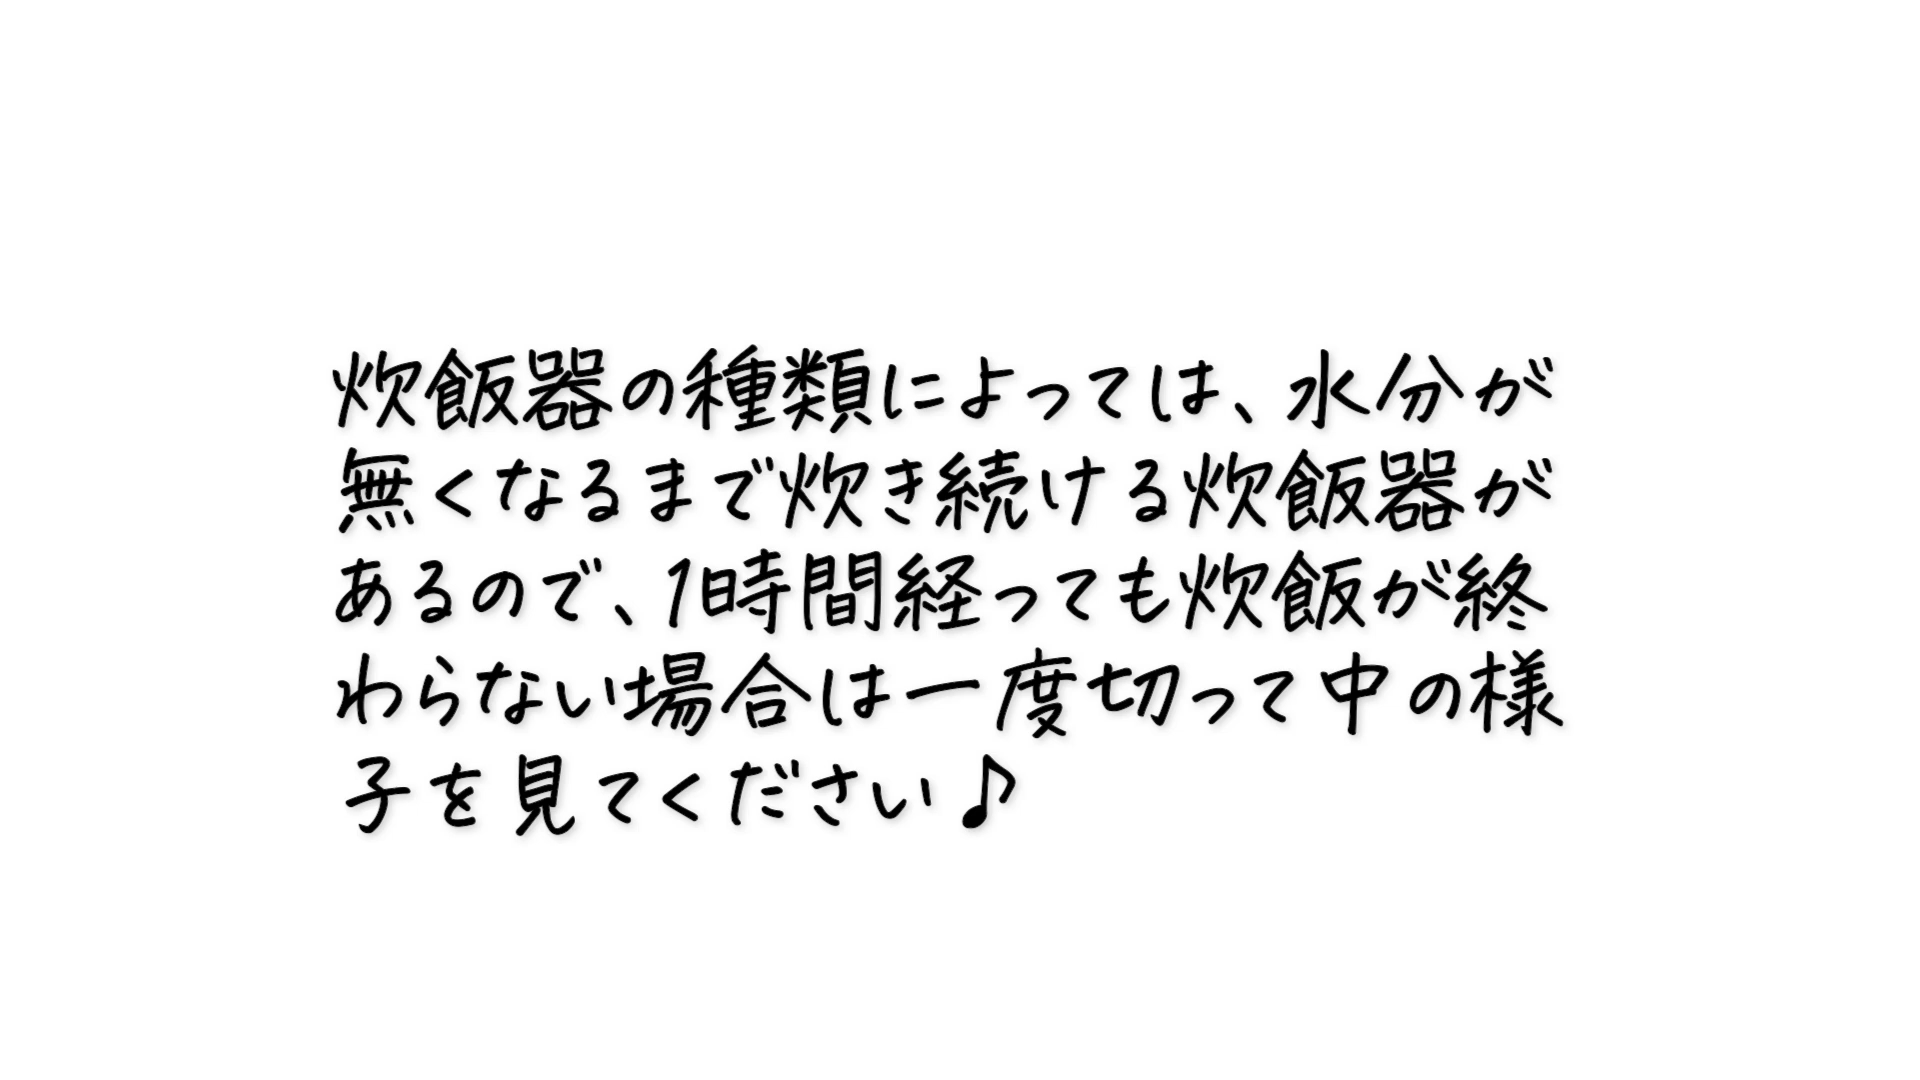 炊飯器の種類によっては、水分が
無くなるまで炊き続ける炊飯器が
あるので、1時間経っても炊飯が終
わらない場合は一度切って中の様
子を見てください♪